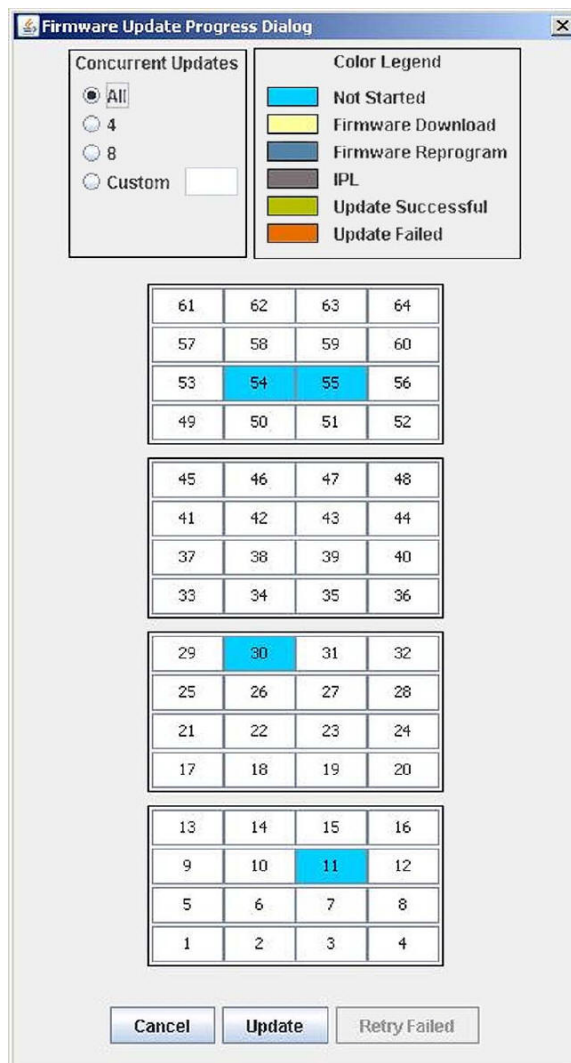 Firmware Update Progress Dialog
Concurrent Updates
All
4
8
Custom
Color Legend
Not Started
Firmware Download
Firmware Reprogram
IPL
Update Successful
Update Failed
61 62 63 64
57 58 59 60
53 54 55 56
49 50 51 52
45 46 47 48
41 42 43 44
37 38 39 40
33 34 35 36
29 30 31 32
25 26 27 28
21 22 23 24
17 18 19 20
13 14 15 16
9 10 11 12
5 6 7 8
1 2 3 4
Cancel Update Retry Failed